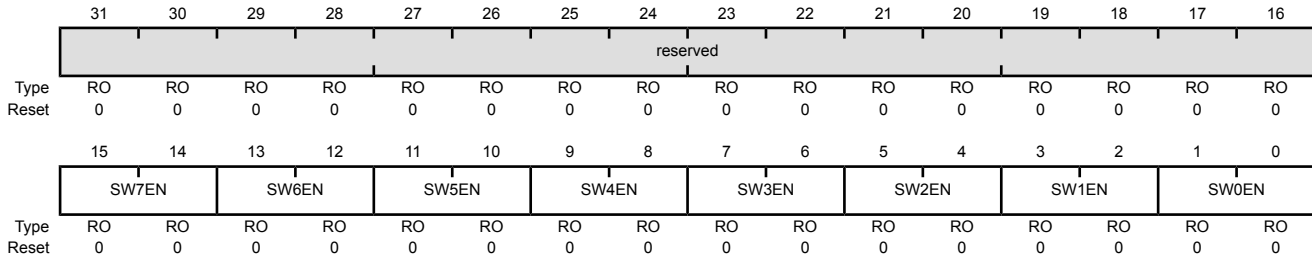 31 30 29 28 27 26 25 24 23 22 21 20 19 18 17 16
reserved
Type RO RO RO RO RO RO RO RO RO RO RO RO RO RO RO RO
Reset 0 0 0 0 0 0 0 0 0 0 0 0 0 0 0 0
15 14 13 12 11 10 9 8 7 6 5 4 3 2 1 0
SW7EN SW6EN SW5EN SW4EN SW3EN SW2EN SW1EN SW0EN
Type RO RO RO RO RO RO RO RO RO RO RO RO RO RO RO RO
Reset 0 0 0 0 0 0 0 0 0 0 0 0 0 0 0 0